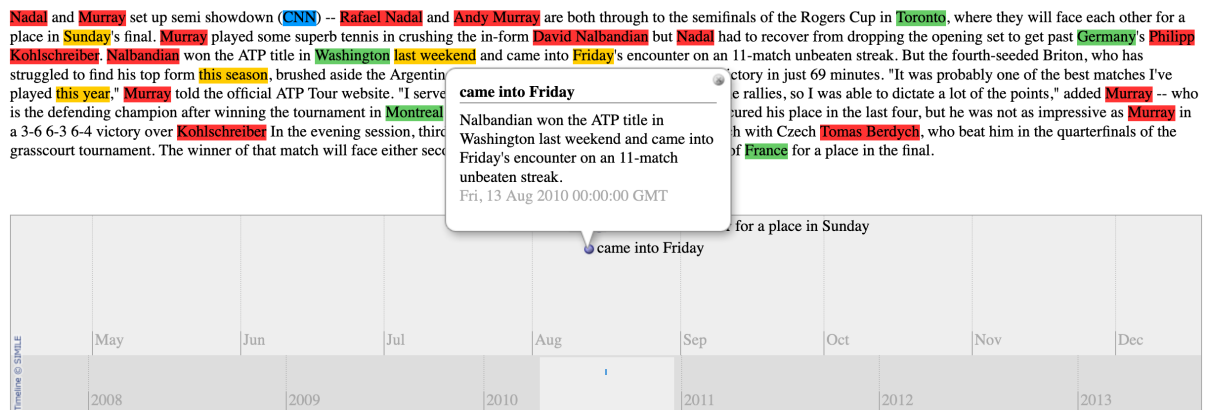 Nadal and Murray set up semi showdown (CNN) -- Rafael Nadal and Andy Murray are both through to the semifinals of the Rogers Cup in Toronto, where they will face each other for a
place in Sunday's final. Murray played some superb tennis in crushing the in-form David Nalbandian but Nadal had to recover from dropping the opening set to get past Germany's Philipp
Kohlschreiber. Nalbandian won the ATP title in Washington last weekend and came into Friday's encounter on an 11-match unbeaten streak. But the fourth-seeded Briton, who has
struggled to find his top form this season, brushed aside the Argentin ctory in just 69 minutes. "It was probably one of the best matches I've
played this year," Murray told the official ATP Tour website. "I serve e rallies, so I was able to dictate a lot of the points," added Murray -- who
is the defending champion after winning the tournament in Montreal cured his place in the last four, but he was not as impressive as Murray in
a 3-6 6-3 6-4 victory over Kohlschreiber In the evening session, third h with Czech Tomas Berdych, who beat him in the quarterfinals of the
grasscourt tournament. The winner of that match will face either seco of France for a place in the final.
came into Friday
Nalbandian won the ATP title in
Washington last weekend and came into
Friday's encounter on an 11-match
unbeaten streak.
Fri, 13 Aug 2010 00:00:00 GMT
for a place in Sunday
came into Friday
May Jun Jul Aug Sep Oct Nov Dec
2008 2009 2010 2011 2012 2013
Timeline © SIMILE